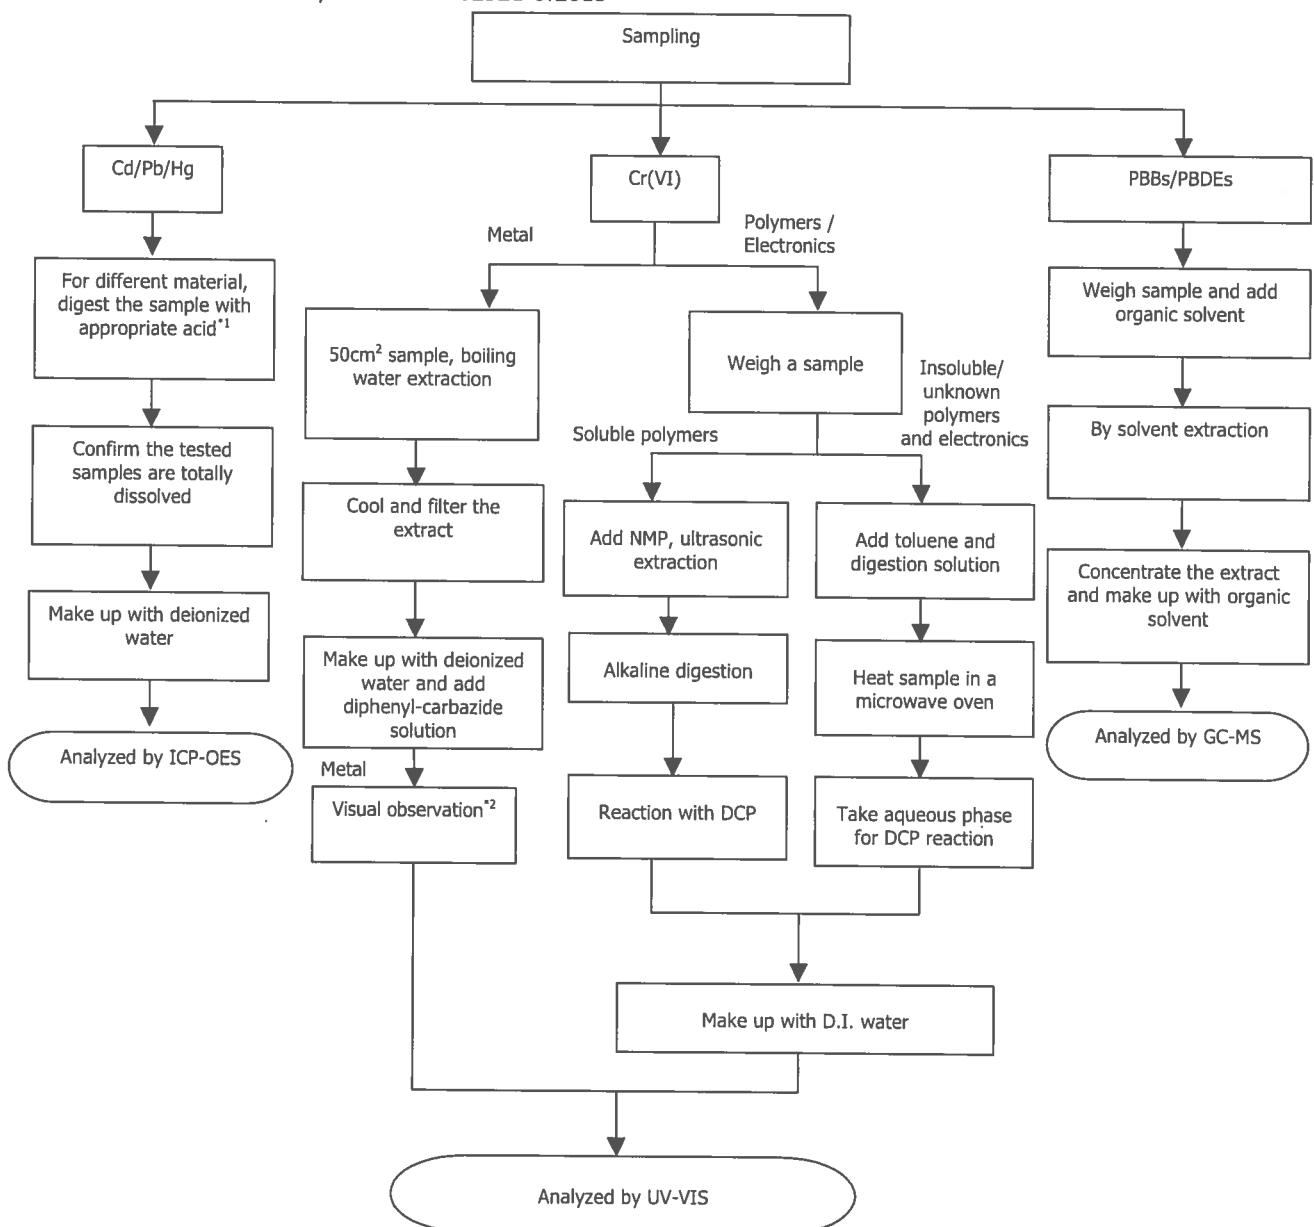 Sampling
Cd/Pb/Hg
Cr(VI)
PBBs/PBDEs
Metal
Polymers /
Electronics
For different material,
digest the sample with
appropriate acid*1
50cm² sample, boiling
water extraction
Weigh a sample
Weigh sample and add
organic solvent
Insoluble/
unknown
polymers
and electronics
Soluble polymers
Confirm the tested
samples are totally
dissolved
Cool and filter the
extract
Add NMP, ultrasonic
extraction
Add toluene and
digestion solution
By solvent extraction
Make up with deionized
water
Make up with deionized
water and add
diphenyl-carbazide
solution
Alkaline digestion
Heat sample in a
microwave oven
Concentrate the extract
and make up with organic
solvent
Analyzed by ICP-OES
Metal
Visual observation*2
Reaction with DCP
Take aqueous phase
for DCP reaction
Analyzed by GC-MS
Make up with D.I. water
Analyzed by UV-VIS